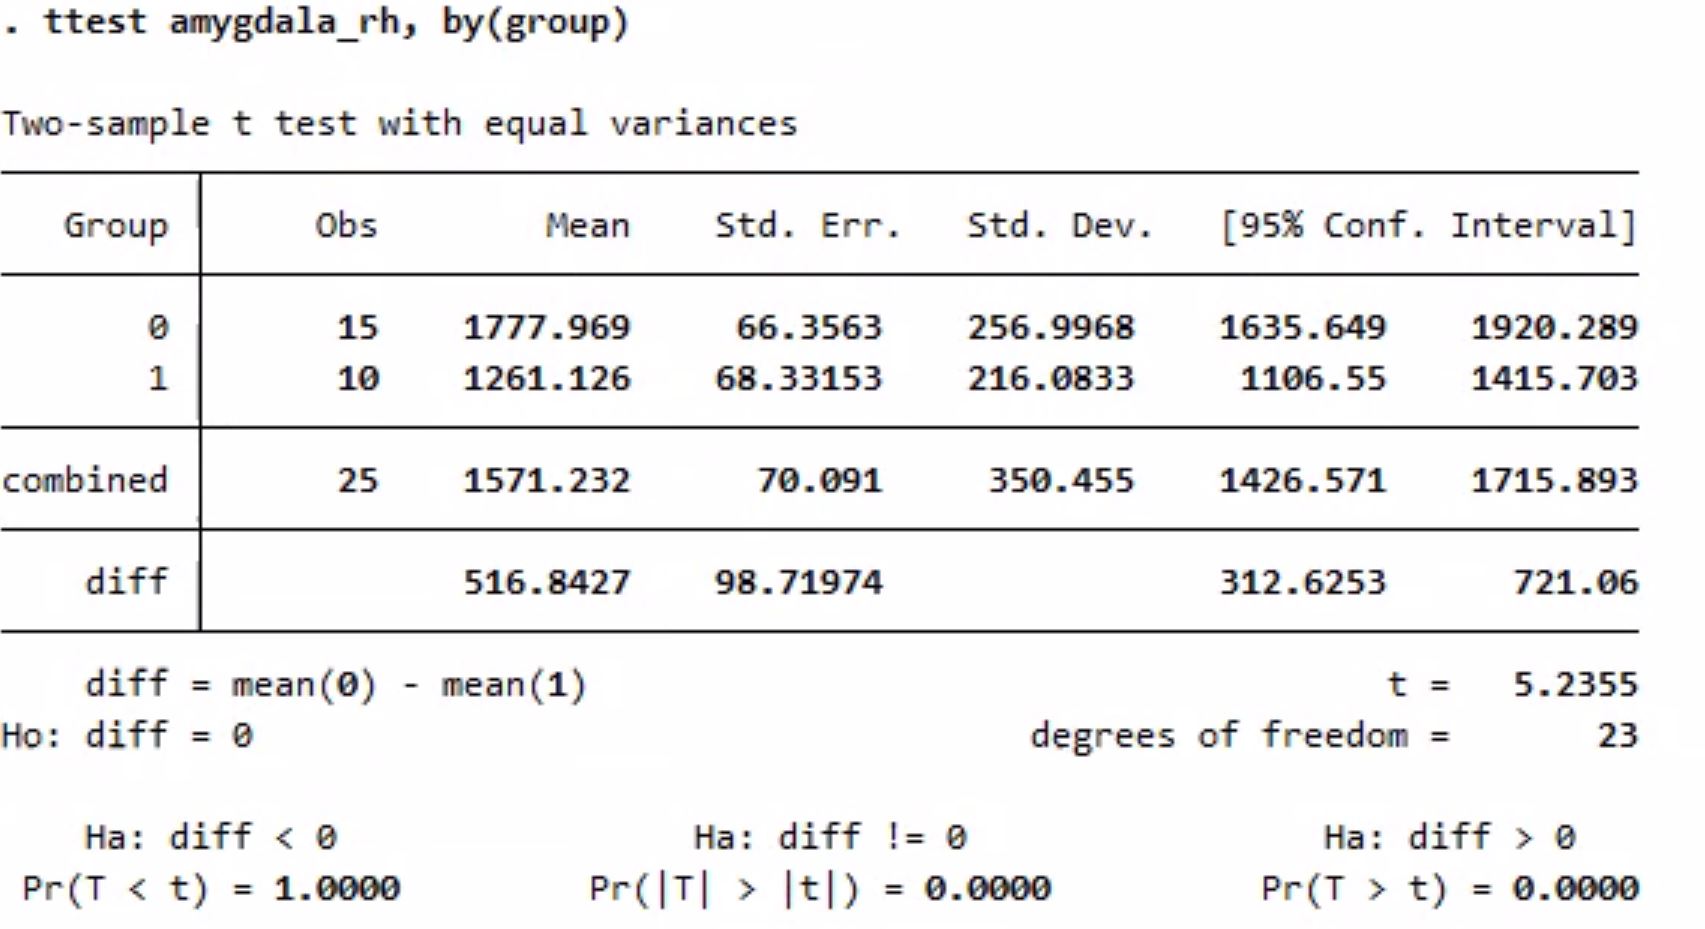 . ttest amygdala_rh, by(group)
Two-sample t test with equal variances
Group Obs Mean Std. Err. Std. Dev. [95% Conf. Interval]
0 15 1777.969 66.3563 256.9968 1635.649 1920.289
1 10 1261.126 68.33153 216.0833 1106.55 1415.703
combined 25 1571.232 70.091 350.455 1426.571 1715.893
diff 516.8427 98.71974 312.6253 721.06
diff = mean(0) - mean(1) t = 5.2355
Ho: diff = 0 degrees of freedom = 23
Ha: diff < 0 Ha: diff != 0 Ha: diff > 0
Pr(T < t) = 1.0000 Pr(|T| > |t|) = 0.0000 Pr(T > t) = 0.0000